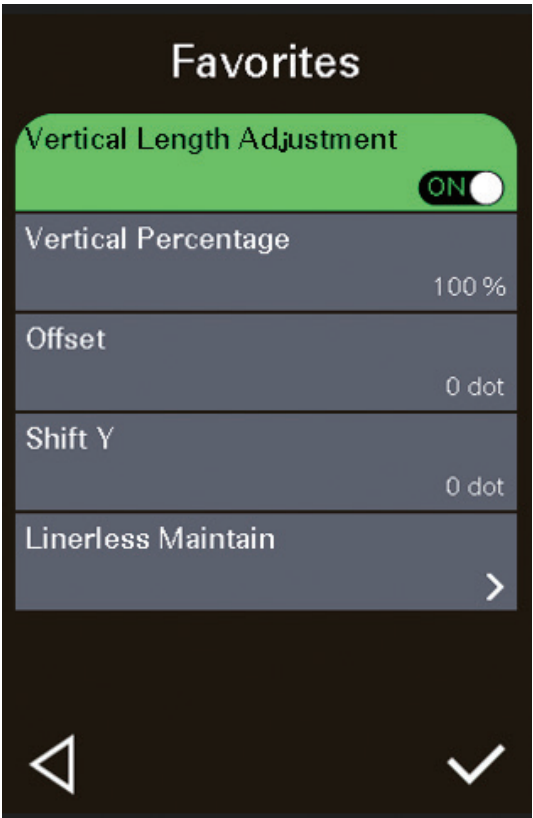 Favorites
Vertical Length Adjustment
ON
Vertical Percentage
100 %
Offset
0 dot
Shift Y
0 dot
Linerless Maintain